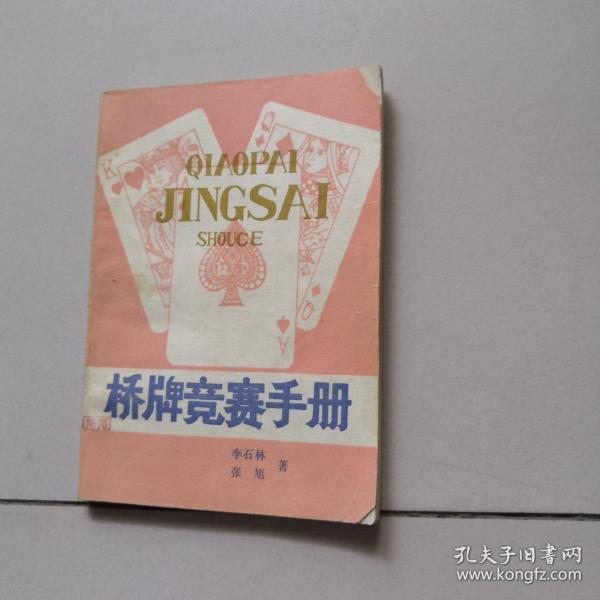 QIAOPAI
JINGSAI
SHOUCE
K
Q
A
Q
桥牌竞赛手册
李石林
张旭 著
孔夫子旧书网
www.kongfz.com